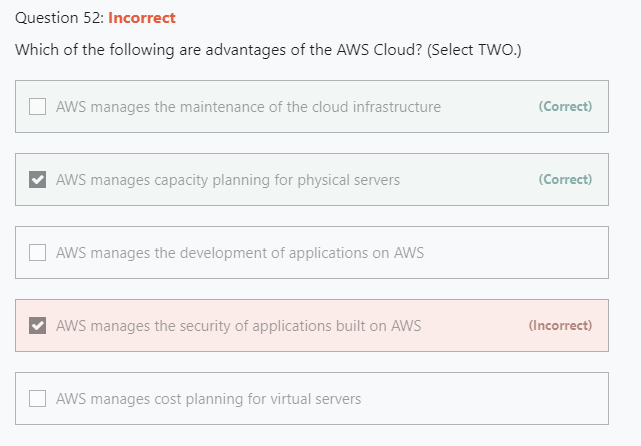 Question 52: Incorrect
Which of the following are advantages of the AWS Cloud? (Select TWO.)
AWS manages the maintenance of the cloud infrastructure (Correct)
AWS manages capacity planning for physical servers (Correct)
AWS manages the development of applications on AWS
AWS manages the security of applications built on AWS (Incorrect)
AWS manages cost planning for virtual servers